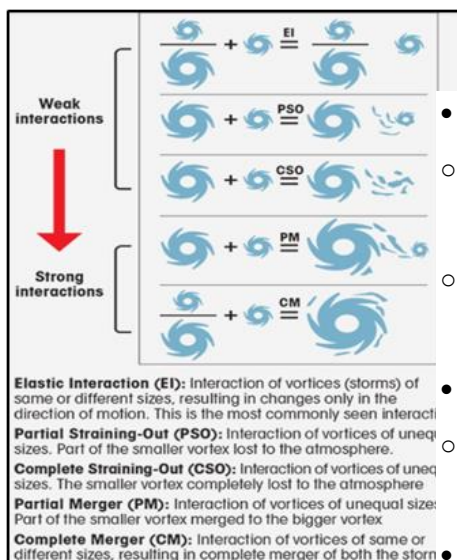 EI
PSO
CSO
PM
CM
Weak
interactions
Strong
interactions
Elastic Interaction (EI): Interaction of vortices (storms) of
same or different sizes, resulting in changes only in the
direction of motion. This is the most commonly seen
Partial Straining-Out (PSO): Interaction of vortices of
sizes. Part of the smaller vortex lost to the atmosphere.
Complete Straining-Out (CSO): Interaction of vortices of
sizes. The smaller vortex completely lost to the atmosphere
Partial Merger (PM): Interaction of vortices of unequal sizes
Part of the smaller vortex merged to the bigger vortex
Complete Merger (CM): Interaction of vortices of same or
different sizes, resulting in complete merger of both the